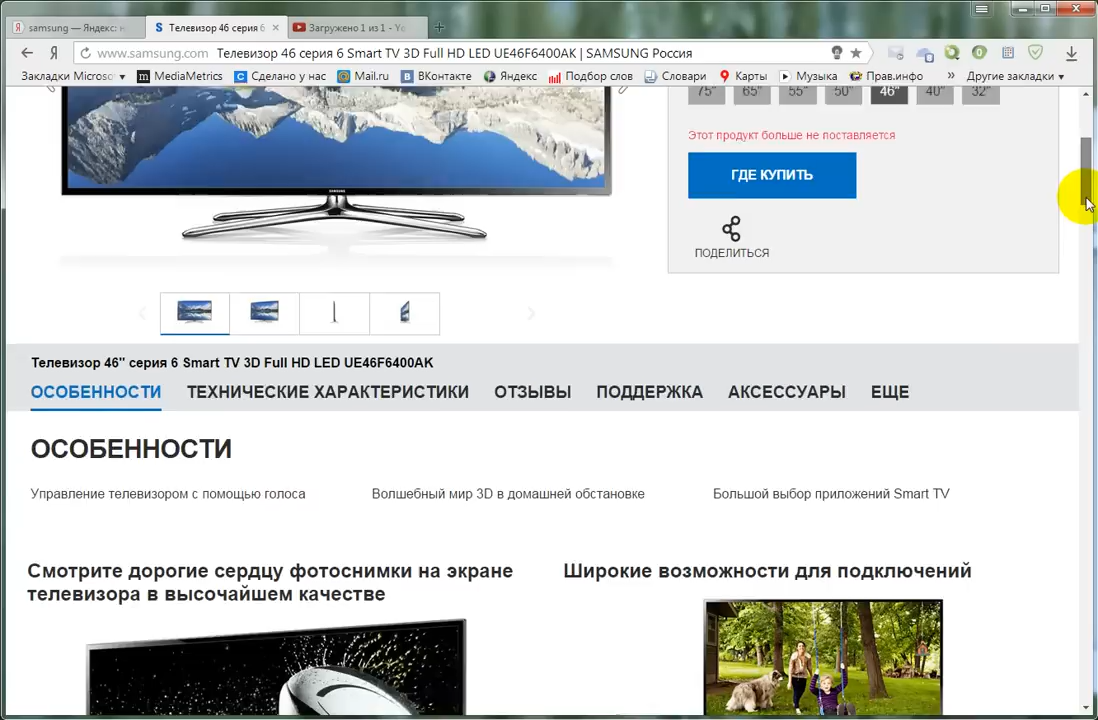 samsung — Яндекс: н
Телевизор 46 серия 6
Загружено 1 из 1 - Yo
www.samsung.com Телевизор 46 серия 6 Smart TV 3D Full HD LED UE46F6400AK | SAMSUNG Россия
Закладки Microsoft MediaMetrics Сделано у нас Mail.ru ВКонтакте Яндекс Подбор слов Словари Карты Музыка Прав.инфо » Другие закладки
75" 65" 55" 50" 46" 40" 32"
Этот продукт больше не поставляется
ГДЕ КУПИТЬ
ПОДЕЛИТЬСЯ
SAMSUNG
Телевизор 46" серия 6 Smart TV 3D Full HD LED UE46F6400AK
ОСОБЕННОСТИ ТЕХНИЧЕСКИЕ ХАРАКТЕРИСТИКИ ОТЗЫВЫ ПОДДЕРЖКА АКСЕССУАРЫ ЕЩЕ
ОСОБЕННОСТИ
Управление телевизором с помощью голоса
Волшебный мир 3D в домашней обстановке
Большой выбор приложений Smart TV
Смотрите дорогие сердцу фотоснимки на экране
телевизора в высочайшем качестве
Широкие возможности для подключений